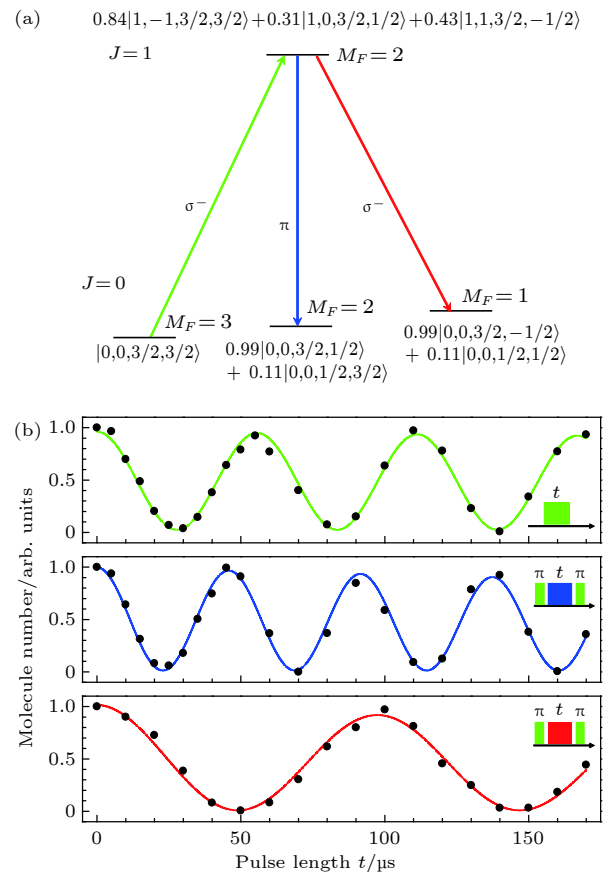 (a)
0.84|1,−1,3/2,3/2⟩+0.31|1,0,3/2,1/2⟩+0.43|1,1,3/2,−1/2⟩
J=1
M_F=2
σ⁻
π
σ⁻
J=0
M_F=3
M_F=2
M_F=1
|0,0,3/2,3/2⟩
0.99|0,0,3/2,1/2⟩
+ 0.11|0,0,1/2,3/2⟩
0.99|0,0,3/2,−1/2⟩
+ 0.11|0,0,1/2,1/2⟩
(b)
Molecule number/arb. units
1.0
0.5
0
t
1.0
0.5
0
π t π
1.0
0.5
0
π t π
0 50 100 150
Pulse length t/μs